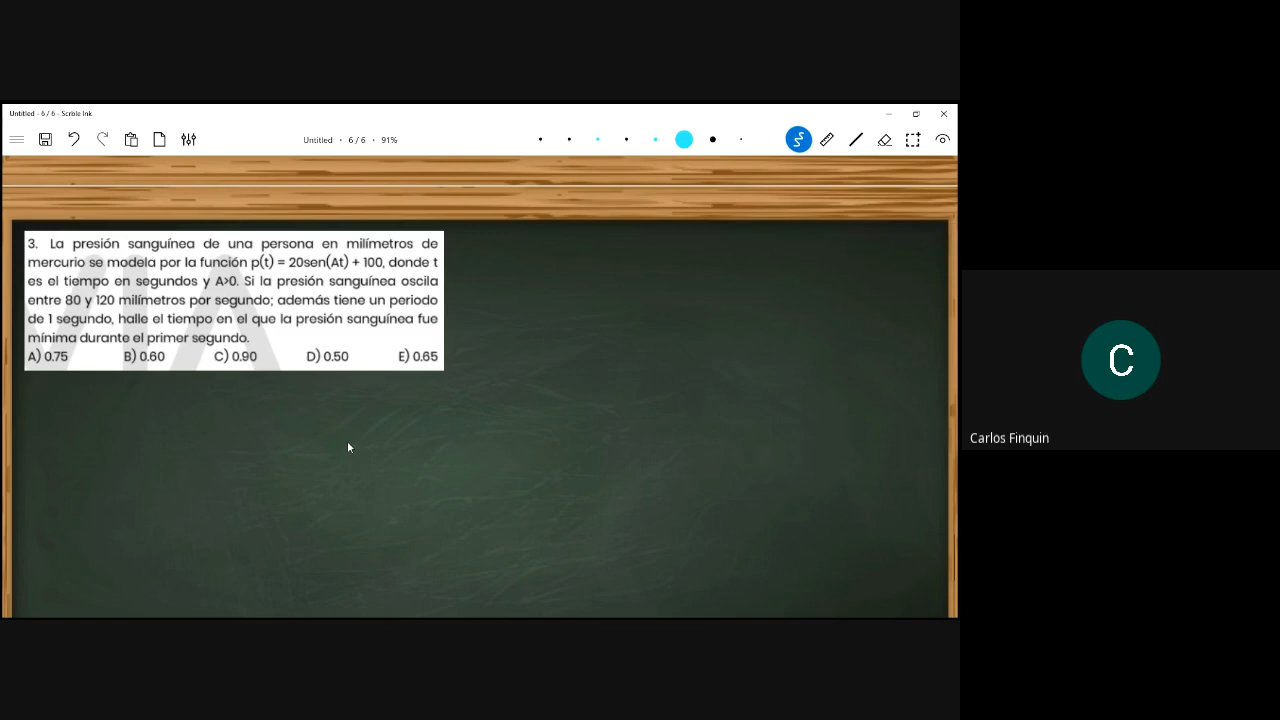 Untitled - 6 / 6 - Scrble Ink
Untitled · 6 / 6 · 91%
3. La presión sanguínea de una persona en milímetros de
mercurio se modela por la función p(t) = 20sen(At) + 100, donde t
es el tiempo en segundos y A>0. Si la presión sanguínea oscila
entre 80 y 120 milímetros por segundo; además tiene un periodo
de 1 segundo, halle el tiempo en el que la presión sanguínea fue
mínima durante el primer segundo.
A) 0.75 B) 0.60 C) 0.90 D) 0.50 E) 0.65
C
Carlos Finquin